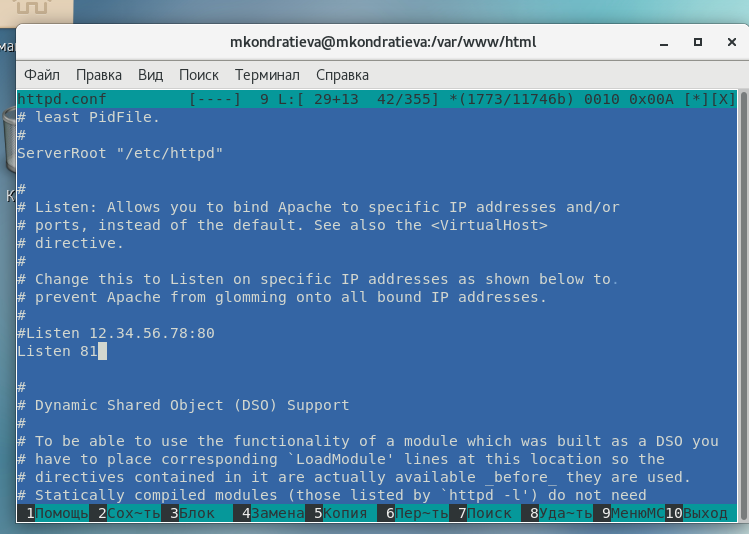 mkondratieva@mkondratieva:/var/www/html
Файл Правка Вид Поиск Терминал Справка
httpd.conf [----] 9 L:[ 29+13 42/355] *(1773/11746b) 0010 0x00A [*][X]
# least PidFile.
#
ServerRoot "/etc/httpd"
#
# Listen: Allows you to bind Apache to specific IP addresses and/or
# ports, instead of the default. See also the <VirtualHost>
# directive.
#
# Change this to Listen on specific IP addresses as shown below to.
# prevent Apache from glomming onto all bound IP addresses.
#
#Listen 12.34.56.78:80
Listen 81
#
# Dynamic Shared Object (DSO) Support
#
# To be able to use the functionality of a module which was built as a DSO you
# have to place corresponding `LoadModule' lines at this location so the
# directives contained in it are actually available _before_ they are used.
# Statically compiled modules (those listed by `httpd -l') do not need
1Помощь 2Сох~ть 3Блок 4Замена 5Копия 6Пер~ть 7Поиск 8Уда~ть 9МенюMC 10Выход